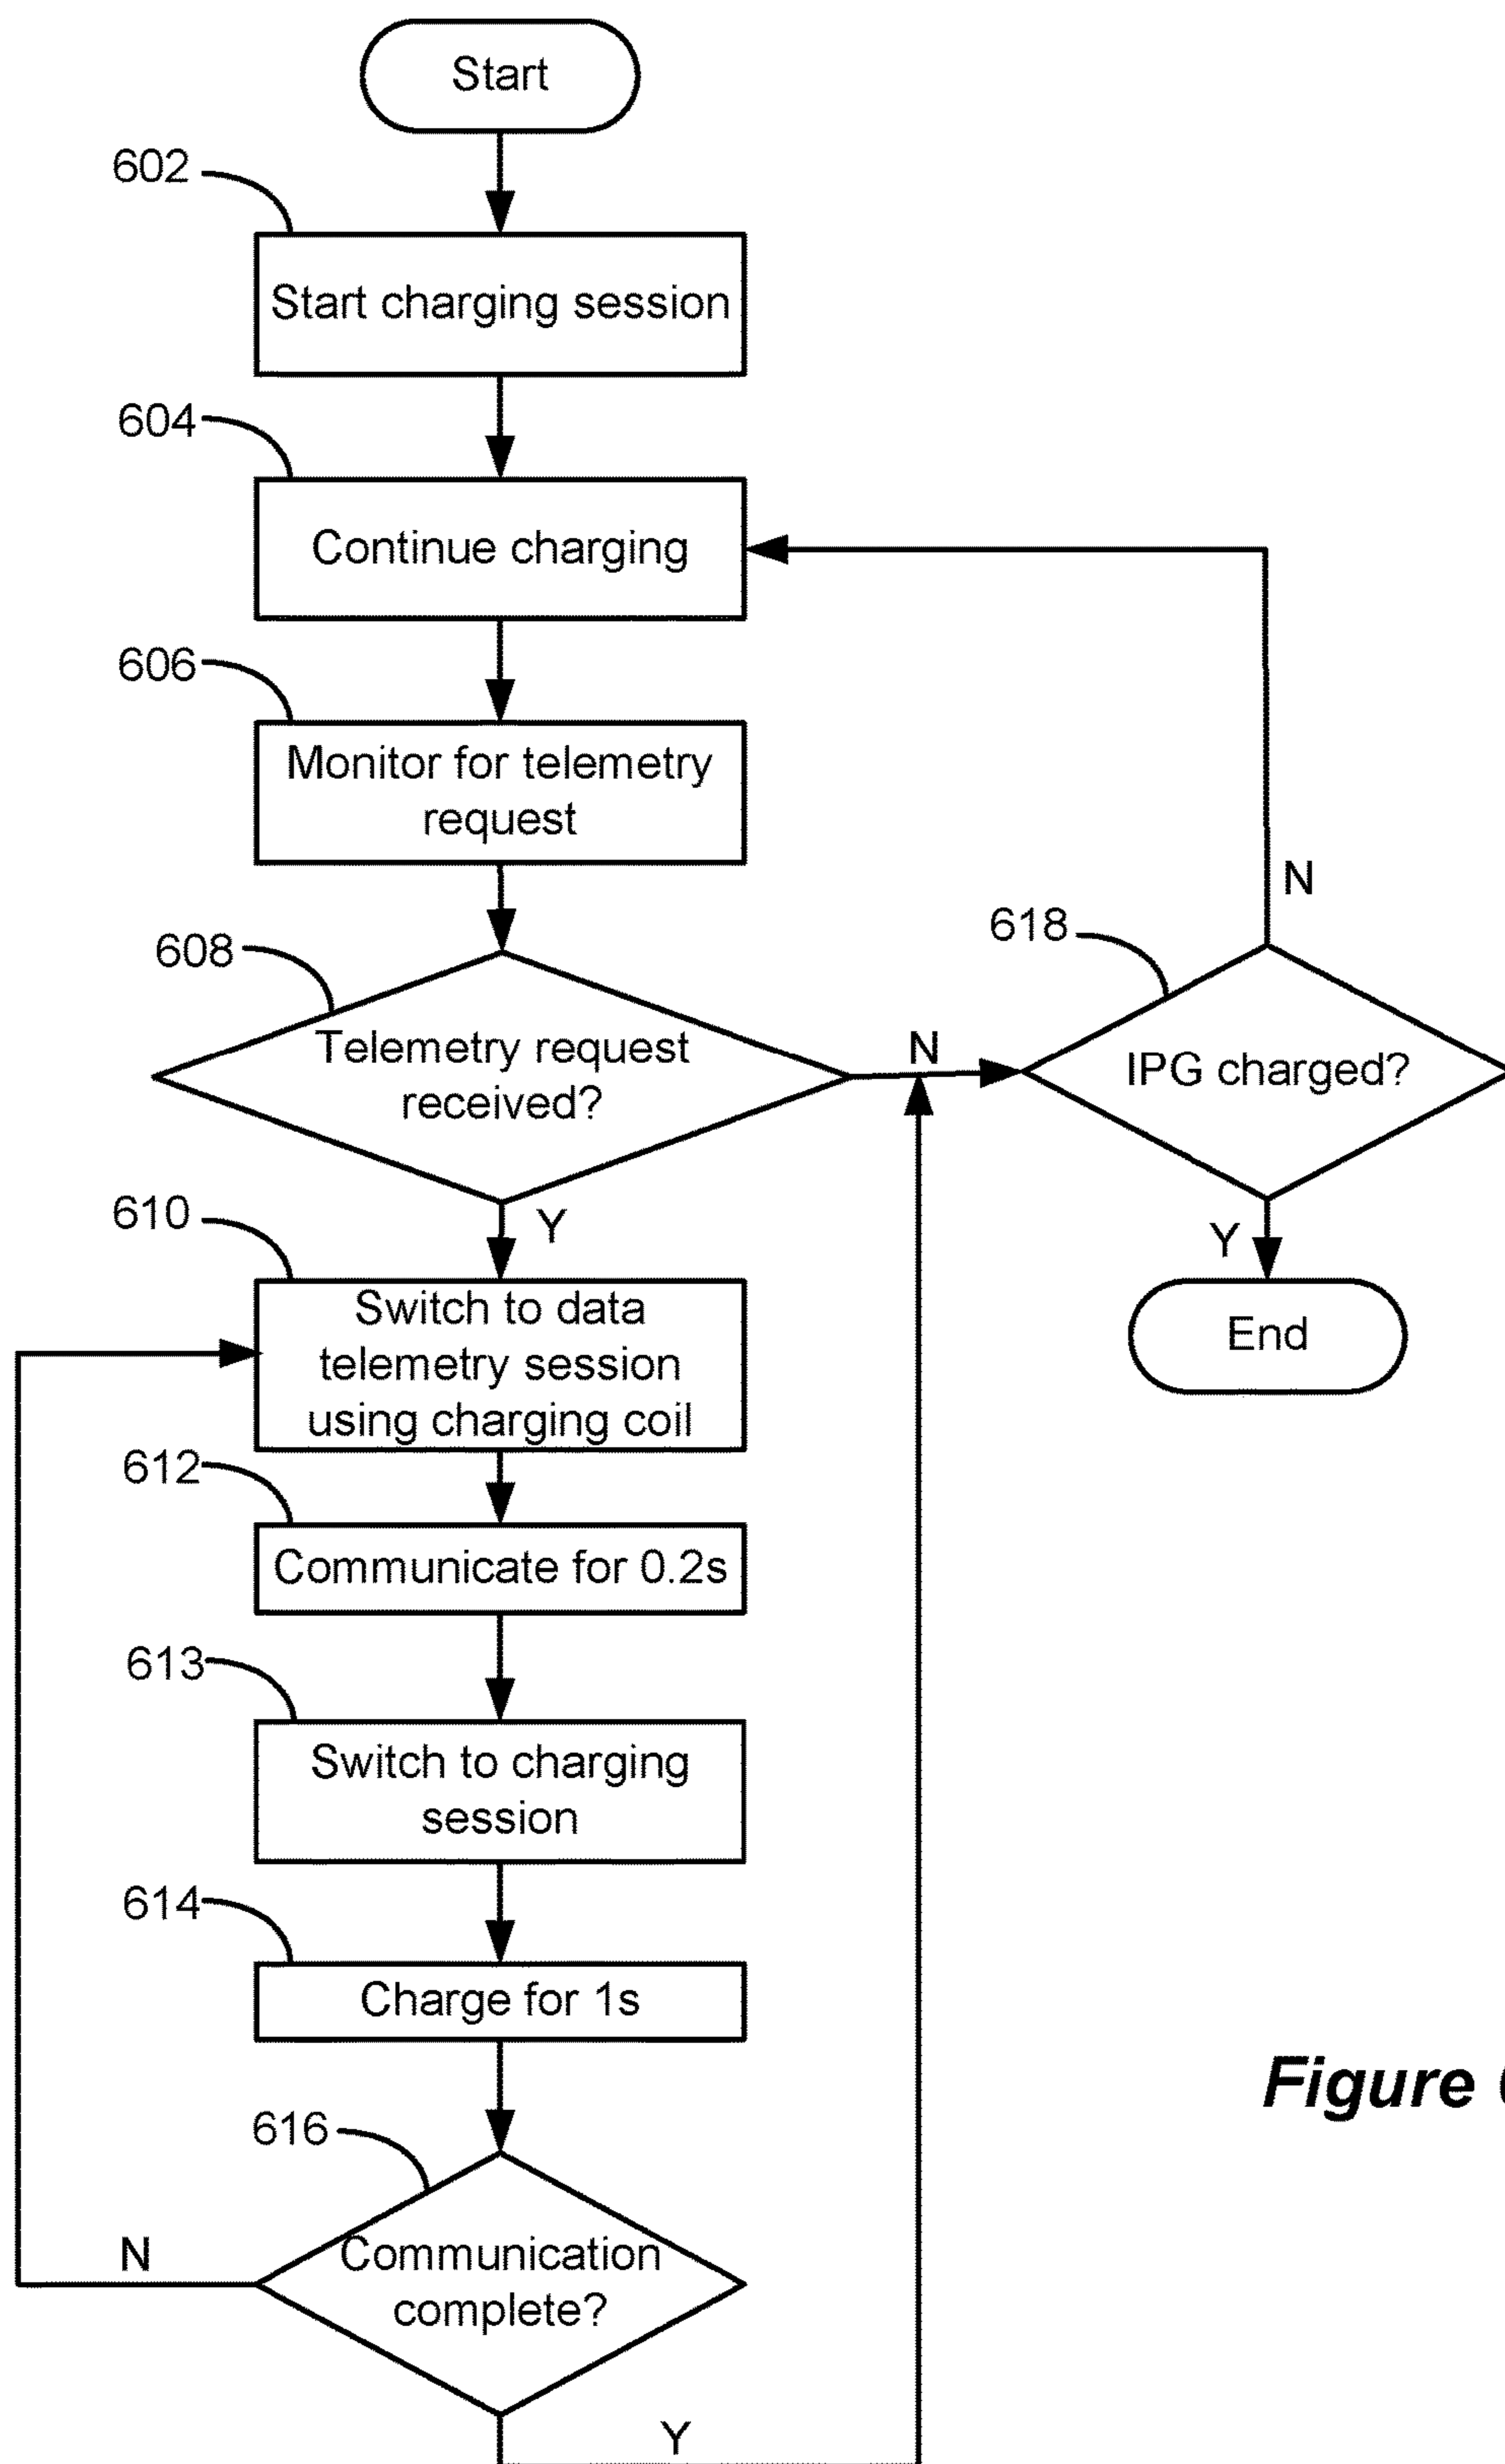 Start
602
Start charging session
604
Continue charging
606
Monitor for telemetry
request
N
618
608
Telemetry request
received?
N
IPG charged?
610
Y
Y
Switch to data
telemetry session
using charging coil
End
612
Communicate for 0.2s
613
Switch to charging
session
614
Charge for 1s
Figure
616
N
Communication
complete?
Y